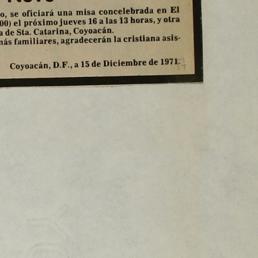 o, se oficiará una misa concelebrada en El
00) el próximo jueves 16 a las 13 horas, y otra
a de Sta. Catarina, Coyoacán.
nás familiares, agradecerán la cristiana asis-
Coyoacán, D.F., a 15 de Diciembre de 1971.